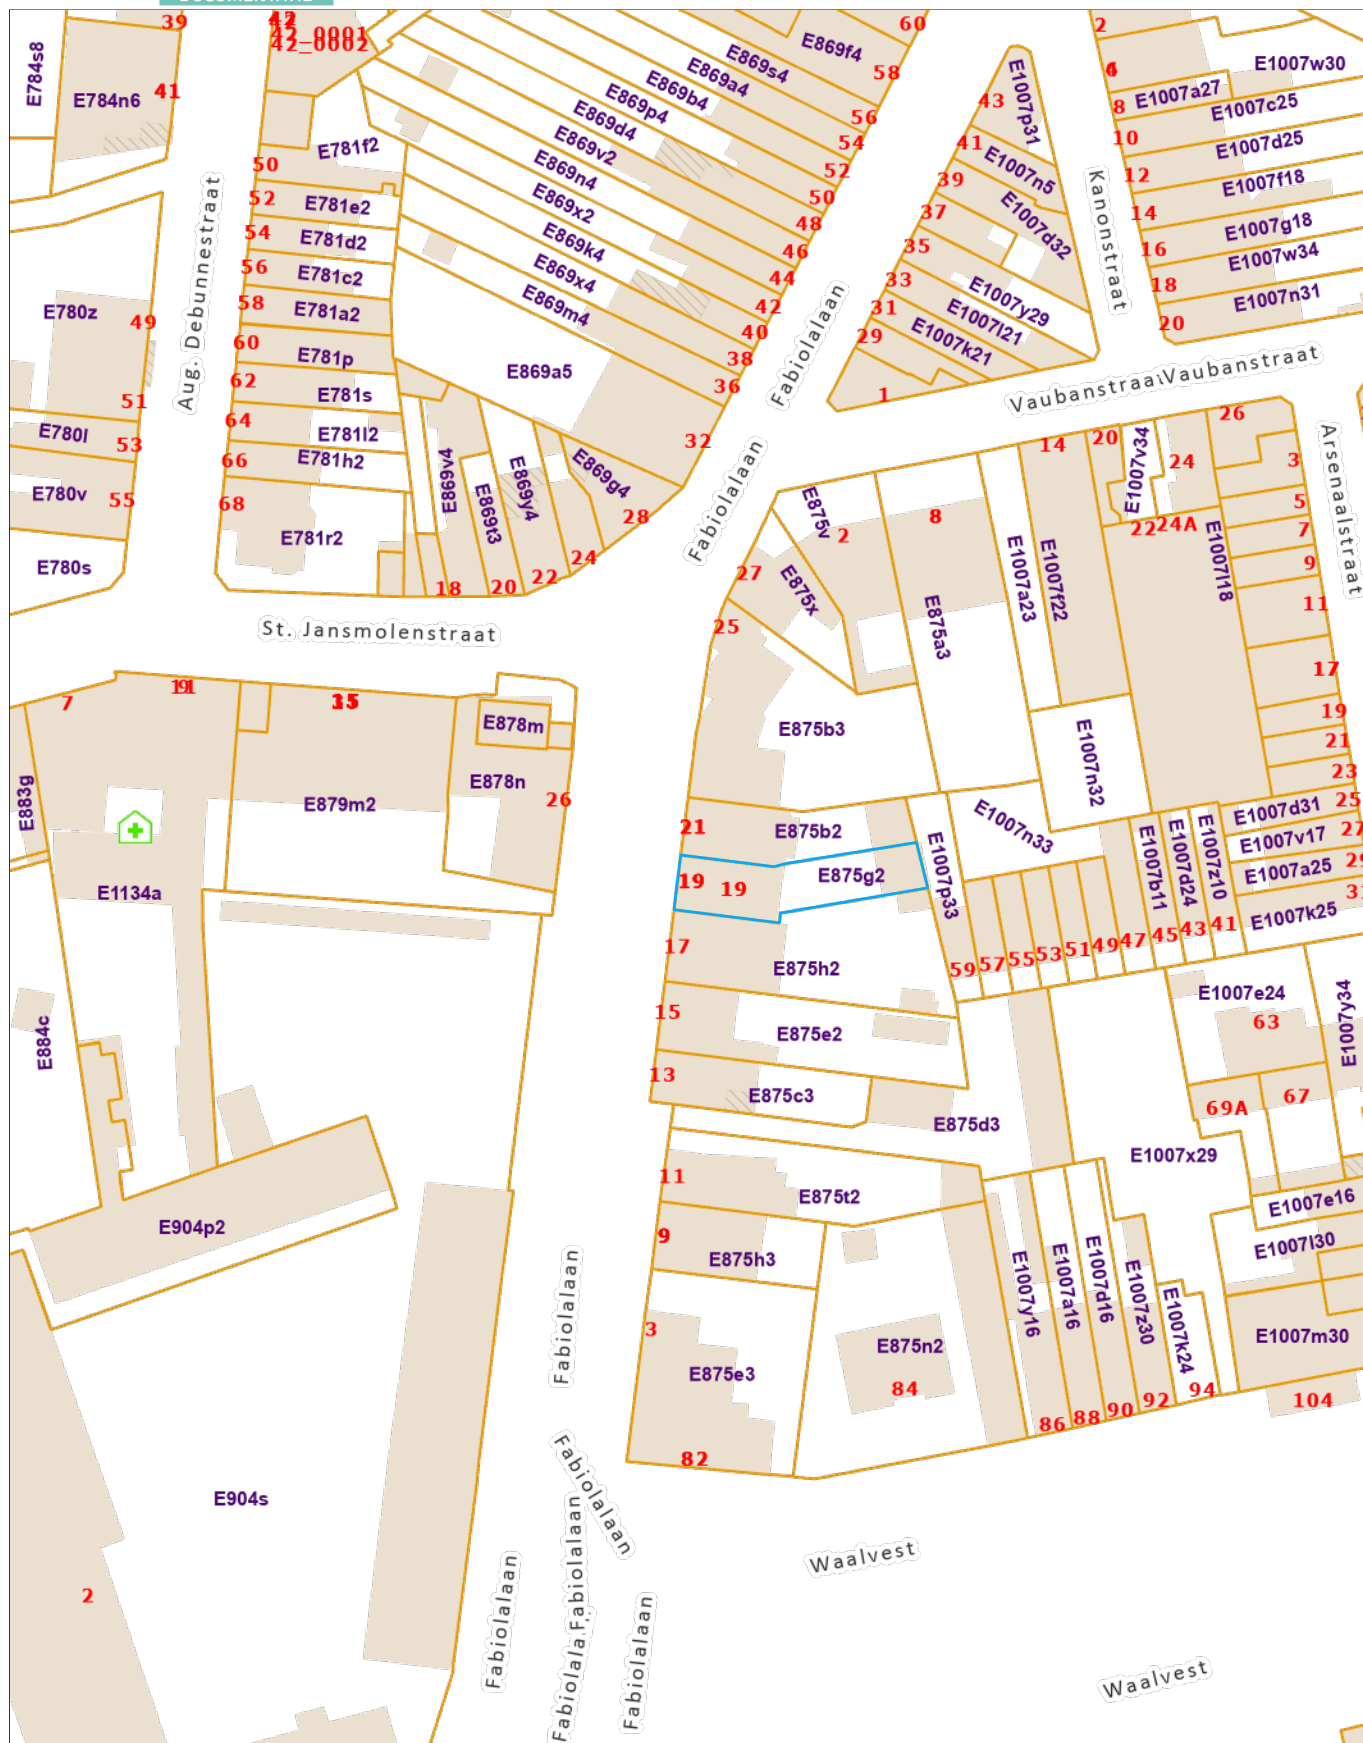 39
42
42_0001
42_0002
60
2
E784s8
E784n6
41
E869f4
E869s4
58
E869a4
E869b4
E869p4
E869d4
E869v2
E869n4
E869x2
E869k4
E869x4
E869m4
E869a5
56
54
52
50
48
46
44
42
40
38
36
32
43
E1007p31
41
E1007n5
39
37
E1007d32
35
33
E1007y29
31
E1007l21
29
E1007k21
1
Kanonstraat
E1007w30
8
E1007a27
E1007c25
10
E1007d25
12
E1007f18
14
E1007g18
16
E1007w34
18
E1007n31
20
Aug. Debunnestraat
50
E781f2
52
E781e2
54
E781d2
56
E781c2
58
E781a2
60
E781p
62
E781s
64
E781l2
66
E781h2
68
E781r2
E780z
49
51
E780l
53
E780v
55
E780s
Fabiolalaan
Fabiolalaan
Vaubanstraat
E869v4
E869t3
E869y4
E869g4
18
20
22
24
28
St. Jansmolenstraat
E875v
2
8
27
E875x
25
E875a3
E1007a23
E1007f22
14
20
E1007v34
24
26
22
24A
E1007l18
3
5
7
9
11
17
19
21
23
25
27
Arsenaalstraat
E875b3
E1007n32
7
E883g
E879m2
E878m
E878n
26
E1134a
21
E875b2
19
19
E875g2
17
E875h2
15
E875e2
13
E875c3
E875d3
E1007p33
E1007n33
59
57
55
53
51
49
47
45
43
41
E1007b11
E1007d24
E1007z10
E1007d31
E1007v17
E1007a25
E1007k25
E1007e24
63
E1007y34
69A
67
E1007x29
E1007e16
E1007l30
E1007m30
104
E884c
E904p2
E904s
2
11
E875t2
9
E875h3
3
E875e3
82
E875n2
84
E1007y16
E1007a16
E1007d16
E1007z30
E1007k24
86
88
90
92
94
Fabiolalaan
Fabiolalaan
Fabiolalaan
Fabiolalaan
Fabiolalaan
Waalvest
Waalvest